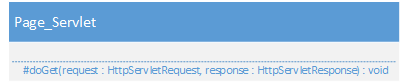 Page_Servlet
#doGet(request : HttpServletRequest, response : HttpServletResponse) : void